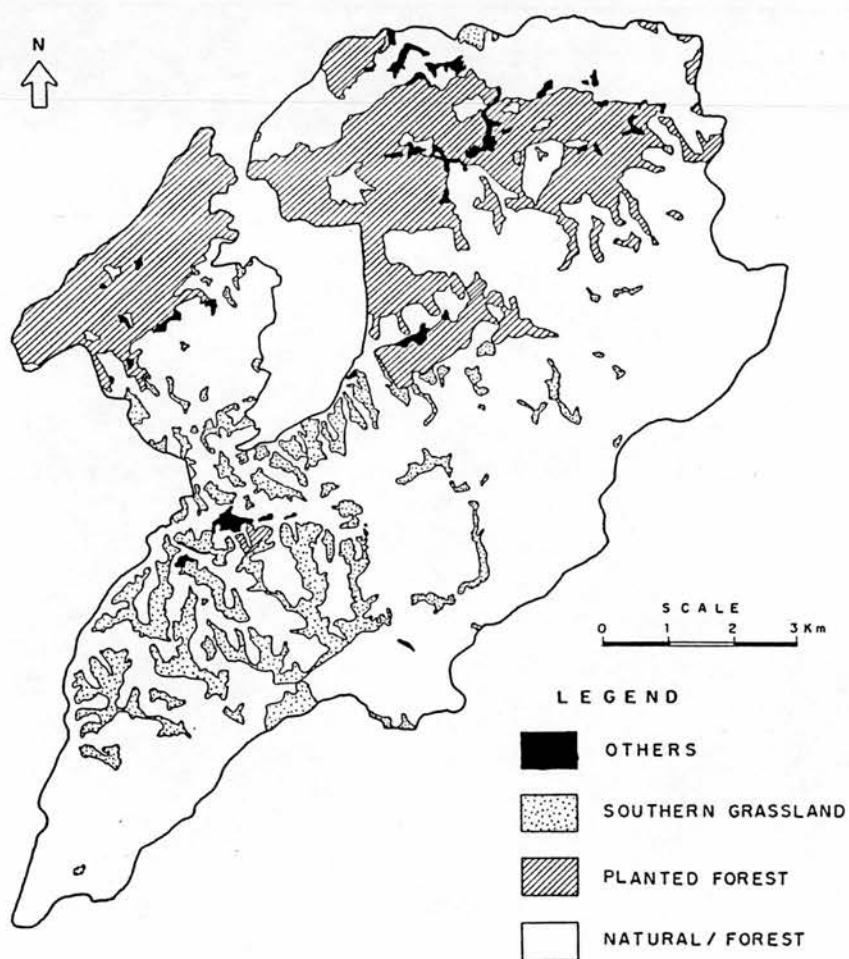 N
SCALE
0 1 2 3 Km
LEGEND
OTHERS
SOUTHERN GRASSLAND
PLANTED FOREST
NATURAL / FOREST